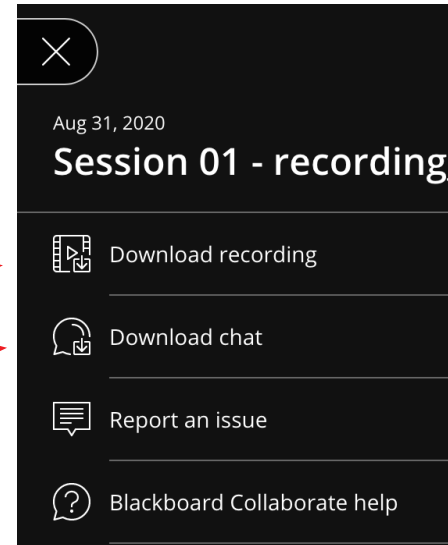 Aug 31, 2020
Session 01 - recording
Download recording
Download chat
Report an issue
Blackboard Collaborate help